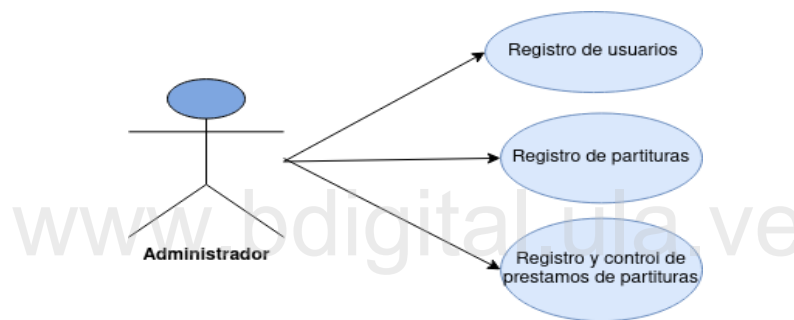 Registro de usuarios
Registro de partituras
www.bdigital.ula.ve
Administrador
Registro y control de
prestamos de partituras